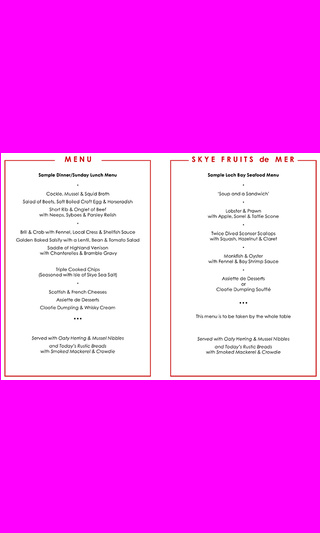 MENU
Sample Dinner/Sunday Lunch Menu
Cockle, Mussel & Squid Broth
Salad of Beets, Soft Boiled Croft Egg & Horseradish
Short Rib & Onglet of Beef
with Neeps, Syboes & Parsley Relish
Brill & Crab with Fennel, Local Cress & Shellfish Sauce
Golden Baked Salsify with a Lentil, Bean & Tomato Salad
Saddle of Highland Venison
with Chanterelles & Bramble Gravy
Triple Cooked Chips
(Seasoned with Isle of Skye Sea Salt)
Scottish & French Cheeses
Assiette de Desserts
Clootie Dumpling & Whisky Cream
Served with Oaty Herring & Mussel Nibbles
and Today's Rustic Breads
with Smoked Mackerel & Crowdie
SKYE FRUITS de MER
Sample Loch Bay Seafood Menu
'Soup and a Sandwich'
Lobster & Prawn
with Apple, Sorrel & Tattie Scone
Twice Dived Sconser Scallops
with Squash, Hazelnut & Claret
Monkfish & Oyster
with Fennel & Bay Shrimp Sauce
Assiette de Desserts
or
Clootie Dumpling Soufflé
This menu is to be taken by the whole table
Served with Oaty Herring & Mussel Nibbles
and Today's Rustic Breads
with Smoked Mackerel & Crowdie